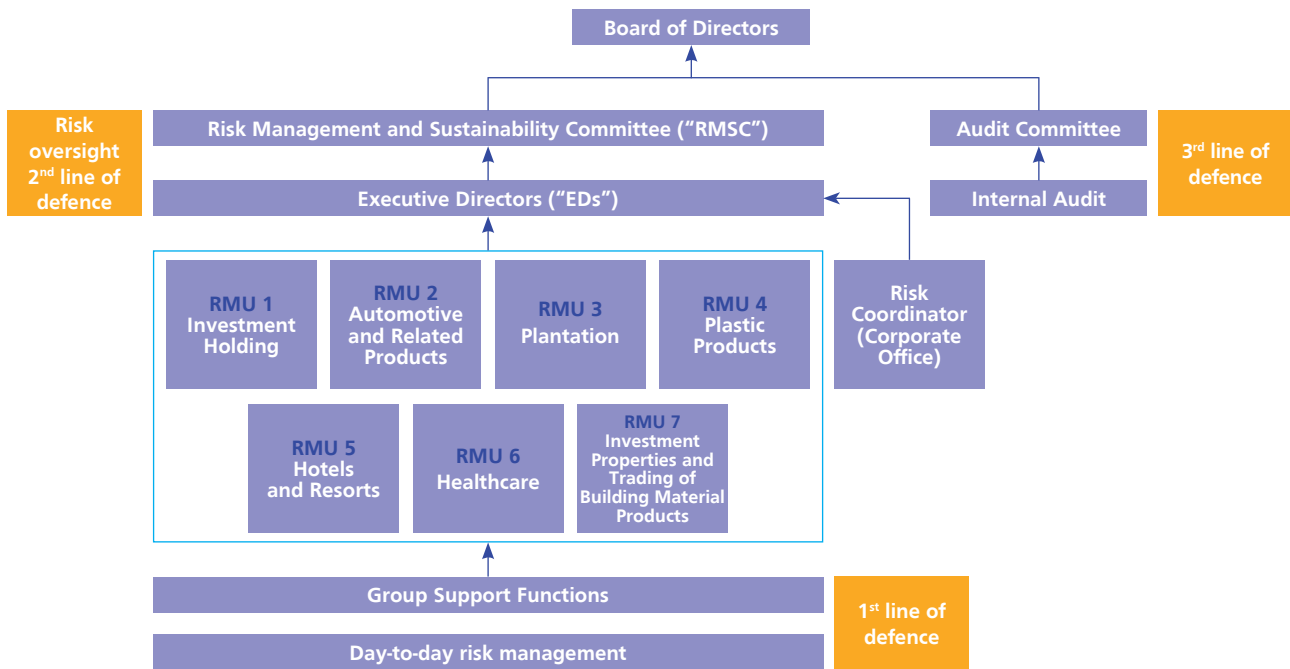 Board of Directors
Risk
oversight
2nd line of
defence
Risk Management and Sustainability Committee (“RMSC”)
Audit Committee
3rd line of
defence
Executive Directors (“EDs”)
Internal Audit
RMU 1
Investment
Holding
RMU 2
Automotive
and Related
Products
RMU 3
Plantation
RMU 4
Plastic
Products
Risk
Coordinator
(Corporate
Office)
RMU 5
Hotels
and Resorts
RMU 6
Healthcare
RMU 7
Investment
Properties and
Trading of
Building Material
Products
Group Support Functions
1st line of
defence
Day-to-day risk management